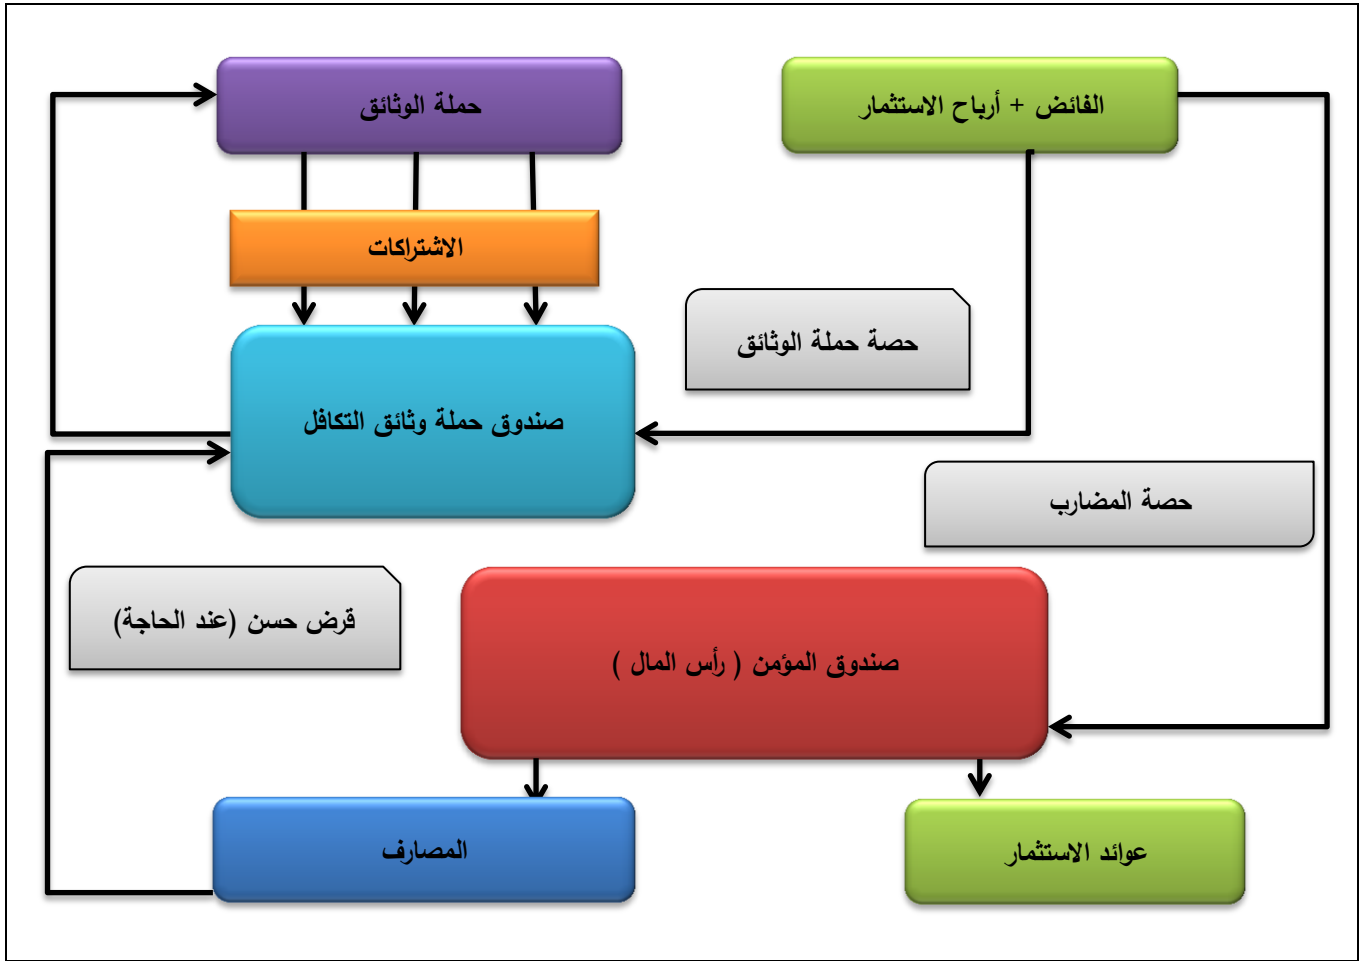 حملة الوثائق
الفائض + أرباح الاستثمار
الاشتراكات
حصة حملة الوثائق
صندوق حملة وثائق التكافل
حصة المضارب
قرض حسن (عند الحاجة)
صندوق المؤمن ( رأس المال )
المصارف
عوائد الاستثمار